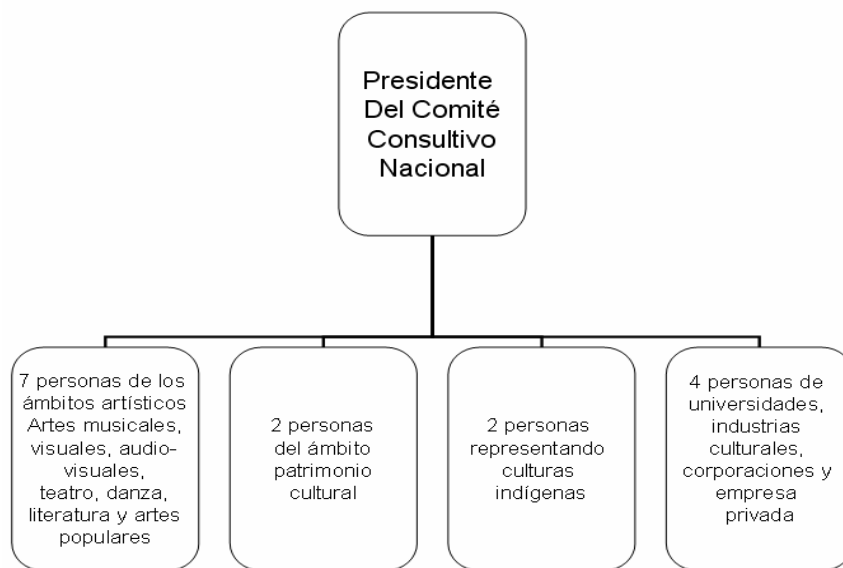 Presidente
Del Comité
Consultivo
Nacional
7 personas de los
ámbitos artísticos
Artes musicales,
visuales, audio-
visuales,
teatro, danza,
literatura y artes
populares
2 personas
del ámbito
patrimonio
cultural
2 personas
representando
culturas
indígenas
4 personas de
universidades,
industrias
culturales,
corporaciones y
empresa
privada